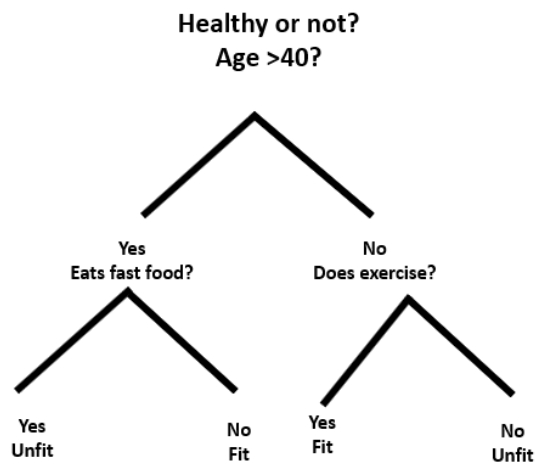 Healthy or not?
Age >40?
Yes
Eats fast food?
No
Does exercise?
Yes
Unfit
No
Fit
Yes
Fit
No
Unfit